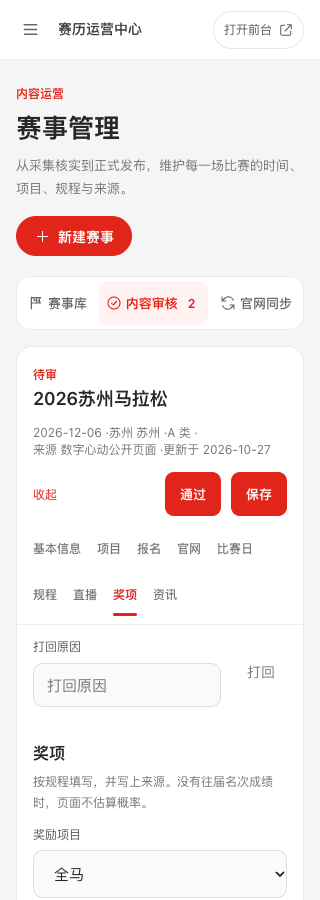 赛历运营中心
打开前台
内容运营
赛事管理
从采集核实到正式发布，维护每一场比赛的时间、
项目、规程与来源。
新建赛事
赛事库
内容审核 2
官网同步
待审
2026苏州马拉松
2026-12-06 ·苏州 苏州 ·A 类 ·
来源 数字心动公开页面 ·更新于 2026-10-27
收起
通过
保存
基本信息 项目 报名 官网 比赛日
规程 直播 奖项 资讯
打回原因
打回原因
打回
奖项
按规程填写，并写上来源。没有往届名次成绩
时，页面不估算概率。
奖励项目
全马